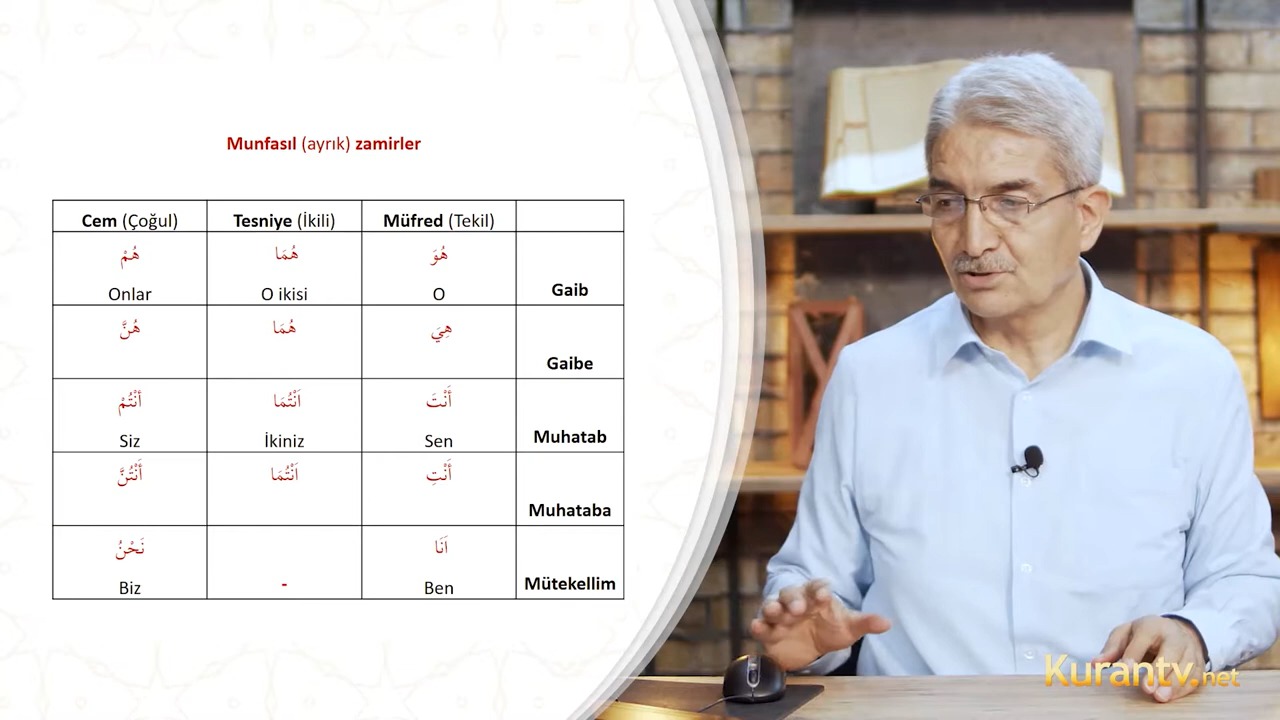 Munfasıl (ayrık) zamirler
Cem (Çoğul) Tesniye (İkili) Müfred (Tekil)
هُمْ هُمَا هُوَ
Onlar O ikisi O Gaib
هُنَّ هُمَا هِيَ
Gaibe
أَنْتُمْ اَنْتُمَا أَنْتَ
Siz İkiniz Sen Muhatab
أَنْتُنَّ اَنْتُمَا أَنْتِ
Muhataba
نَحْنُ اَنَا
Biz - Ben Mütekellim
Kurantv.net